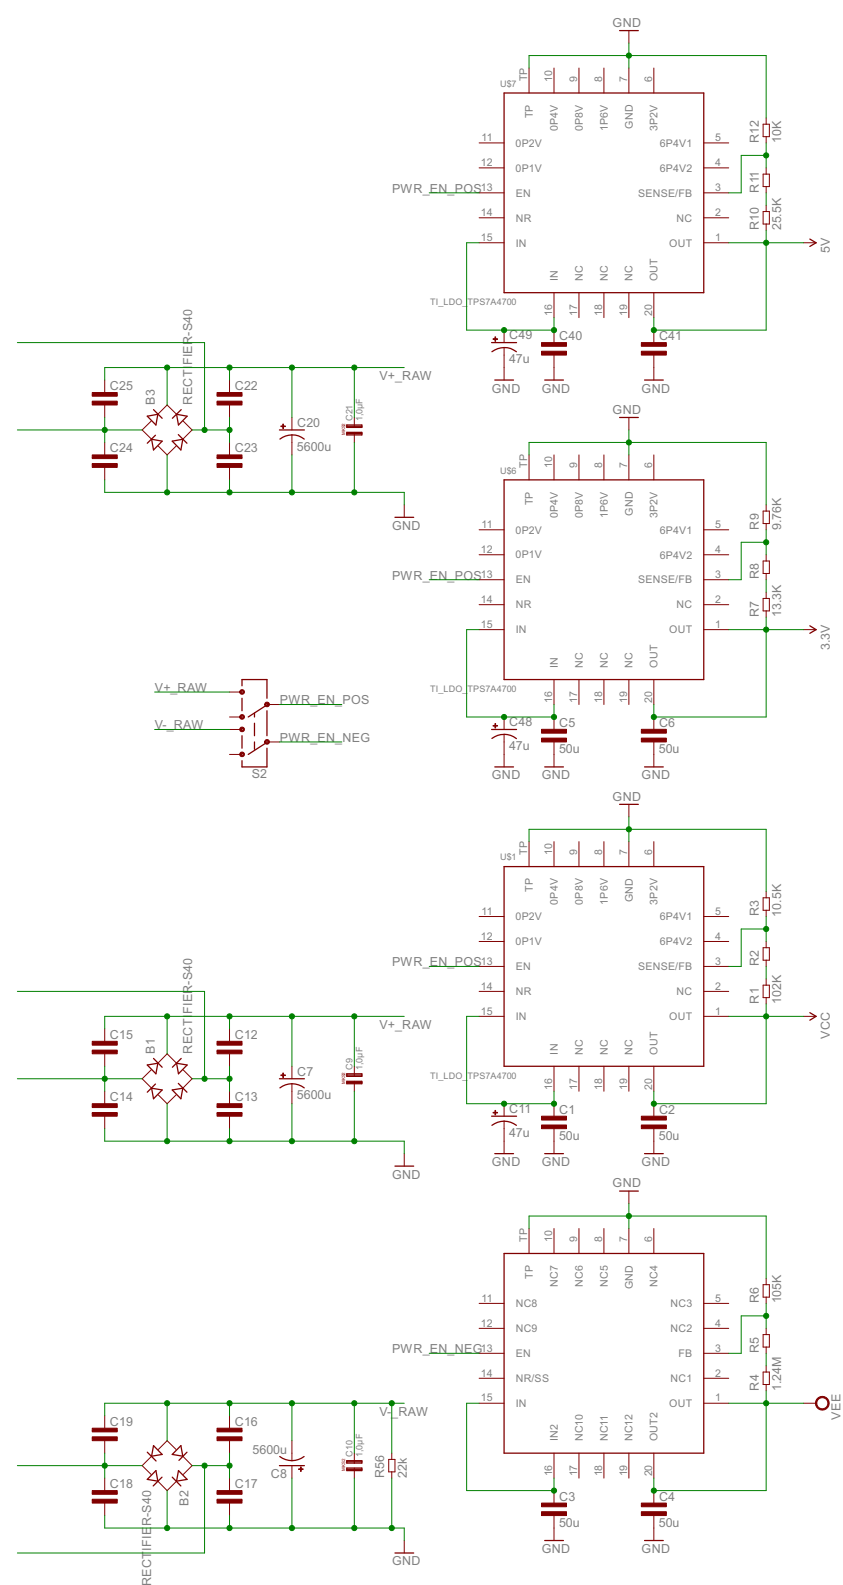 GND
U$7
TP
10
9
8
7
6
TP
0P4V
0P8V
1P6V
GND
3P2V
11
0P2V
6P4V1
5
12
0P1V
6P4V2
4
PWR_EN_POS
13
EN
SENSE/FB
3
14
NR
NC
2
15
IN
OUT
1
IN
NC
NC
NC
OUT
TI_LDO_TPS7A4700
16
17
18
19
20
R12
10K
R11
R10
25.5K
5V
C49
47u
C40
C41
GND
GND
GND
RECTIFIER-S40
B3
C25
C24
C22
C23
C20
5600u
C21
1.0µF
V+_RAW
GND
GND
U$6
TP
10
9
8
7
6
TP
0P4V
0P8V
1P6V
GND
3P2V
11
0P2V
6P4V1
5
12
0P1V
6P4V2
4
PWR_EN_POS
13
EN
SENSE/FB
3
14
NR
NC
2
15
IN
OUT
1
IN
NC
NC
NC
OUT
TI_LDO_TPS7A4700
16
17
18
19
20
R9
9.76K
R8
R7
13.3K
3.3V
C48
47u
C5
50u
C6
50u
GND
GND
GND
V+_RAW
V-_RAW
PWR_EN_POS
PWR_EN_NEG
S2
GND
U$1
TP
10
9
8
7
6
TP
0P4V
0P8V
1P6V
GND
3P2V
11
0P2V
6P4V1
5
12
0P1V
6P4V2
4
PWR_EN_POS
13
EN
SENSE/FB
3
14
NR
NC
2
15
IN
OUT
1
IN
NC
NC
NC
OUT
TI_LDO_TPS7A4700
16
17
18
19
20
R3
10.5K
R2
R1
102K
VCC
C11
47u
C1
50u
C2
50u
GND
GND
GND
RECTIFIER-S40
B1
C15
C14
C12
C13
C7
5600u
C9
1.0µF
V+_RAW
GND
GND
TP
10
9
8
7
6
TP
NC7
NC6
NC5
GND
NC4
11
NC8
NC3
5
12
NC9
NC2
4
PWR_EN_NEG
13
EN
FB
3
14
NR/SS
NC1
2
15
IN
OUT
1
IN2
NC10
NC11
NC12
OUT2
16
17
18
19
20
R6
105K
R5
R4
1.24M
VEE
C3
50u
C4
50u
GND
GND
V-_RAW
C19
C18
C16
C17
B2
RECTIFIER-S40
5600u
C8
C10
1.0µF
R56
22k
GND